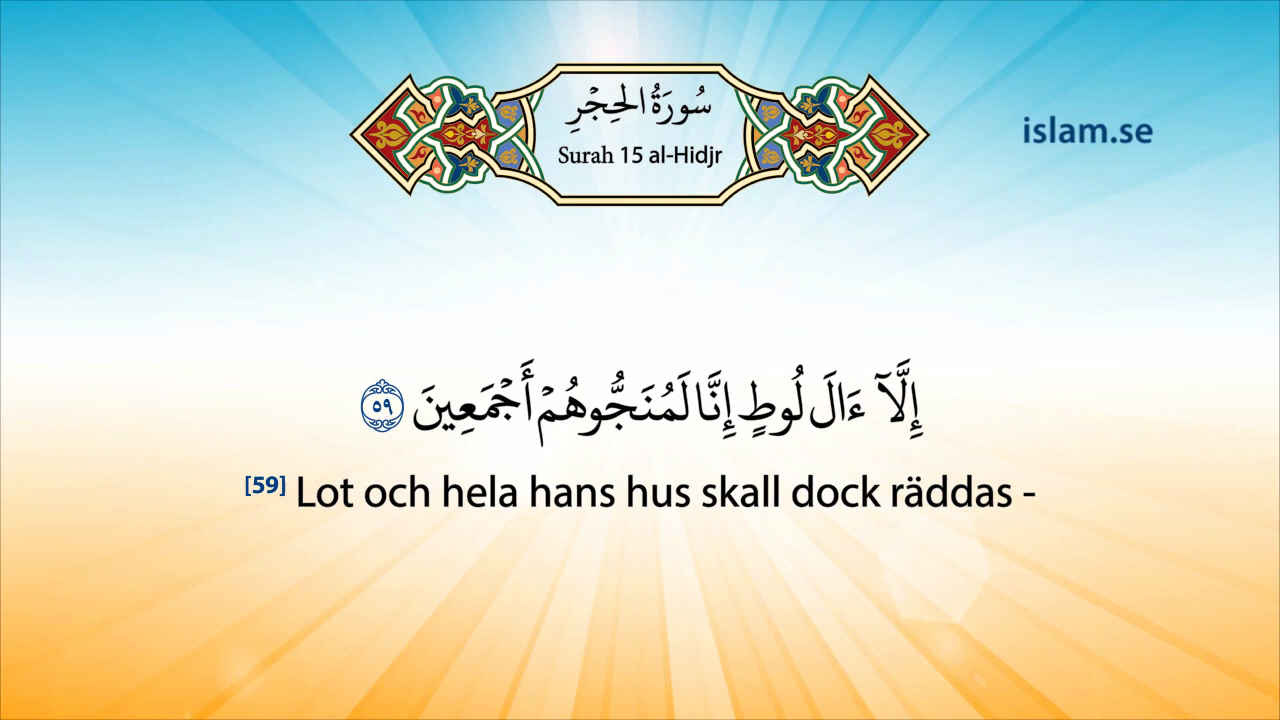 سُورَةُ الحِجْرِ
Surah 15 al-Hidjr
islam.se
إِلَّآ ءَالَ لُوطٍ إِنَّا لَمُنَجُّوهُمْ أَجْمَعِينَ ٥٩
[59] Lot och hela hans hus skall dock räddas -